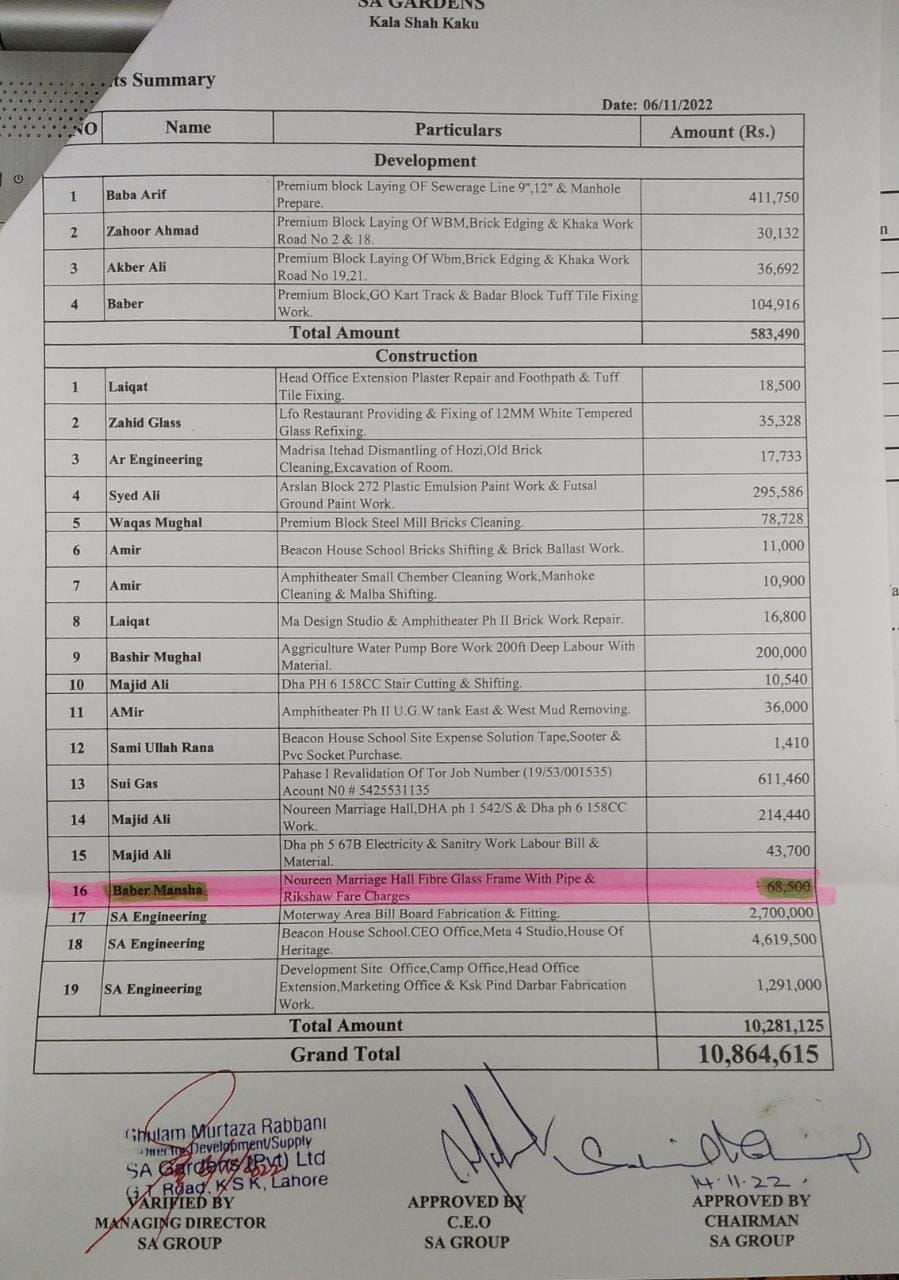 SA GARDENS
Kala Shah Kaku
ts Summary
Date: 06/11/2022
NO Name Particulars Amount (Rs.)
Development
1 Baba Arif Premium block Laying OF Sewerage Line 9",12" & Manhole Prepare. 411,750
2 Zahoor Ahmad Premium Block Laying Of WBM,Brick Edging & Khaka Work Road No 2 & 18. 30,132
3 Akber Ali Premium Block Laying Of Wbm,Brick Edging & Khaka Work Road No 19,21. 36,692
4 Baber Premium Block,GO Kart Track & Badar Block Tuff Tile Fixing Work. 104,916
Total Amount 583,490
Construction
1 Laiqat Head Office Extension Plaster Repair and Foothpath & Tuff Tile Fixing. 18,500
2 Zahid Glass Lfo Restaurant Providing & Fixing of 12MM White Tempered Glass Refixing. 35,328
3 Ar Engineering Madrisa Itehad Dismantling of Hozi,Old Brick Cleaning,Excavation of Room. 17,733
4 Syed Ali Arslan Block 272 Plastic Emulsion Paint Work & Futsal Ground Paint Work. 295,586
5 Waqas Mughal Premium Block Steel Mill Bricks Cleaning. 78,728
6 Amir Beacon House School Bricks Shifting & Brick Ballast Work. 11,000
7 Amir Amphitheater Small Chember Cleaning Work,Manhoke Cleaning & Malba Shifting. 10,900
8 Laiqat Ma Design Studio & Amphitheater Ph II Brick Work Repair. 16,800
9 Bashir Mughal Aggriculture Water Pump Bore Work 200ft Deep Labour With Material. 200,000
10 Majid Ali Dha PH 6 158CC Stair Cutting & Shifting. 10,540
11 AMir Amphitheater Ph II U.G.W tank East & West Mud Removing. 36,000
12 Sami Ullah Rana Beacon House School Site Expense Solution Tape,Sooter & Pvc Socket Purchase. 1,410
13 Sui Gas Pahase I Revalidation Of Tor Job Number (19/53/001535) Acount N0 # 5425531135 611,460
14 Majid Ali Noureen Marriage Hall,DHA ph 1 542/S & Dha ph 6 158CC Work. 214,440
15 Majid Ali Dha ph 5 67B Electricity & Sanitry Work Labour Bill & Material. 43,700
16 Baber Mansha Noureen Marriage Hall Fibre Glass Frame With Pipe & Rikshaw Fare Charges 68,500
17 SA Engineering Moterway Area Bill Board Fabrication & Fitting. 2,700,000
18 SA Engineering Beacon House School.CEO Office,Meta 4 Studio,House Of Heritage. 4,619,500
19 SA Engineering Development Site Office,Camp Office,Head Office Extension,Marketing Office & Ksk Pind Darbar Fabrication Work. 1,291,000
Total Amount 10,281,125
Grand Total 10,864,615
Ghulam Murtaza Rabbani
Director Development/Supply
SA Gardens (Pvt) Ltd
G.T Road, K S K, Lahore
14.11.22
VARIFIED BY
MANAGING DIRECTOR
SA GROUP
APPROVED BY
C.E.O
SA GROUP
APPROVED BY
CHAIRMAN
SA GROUP